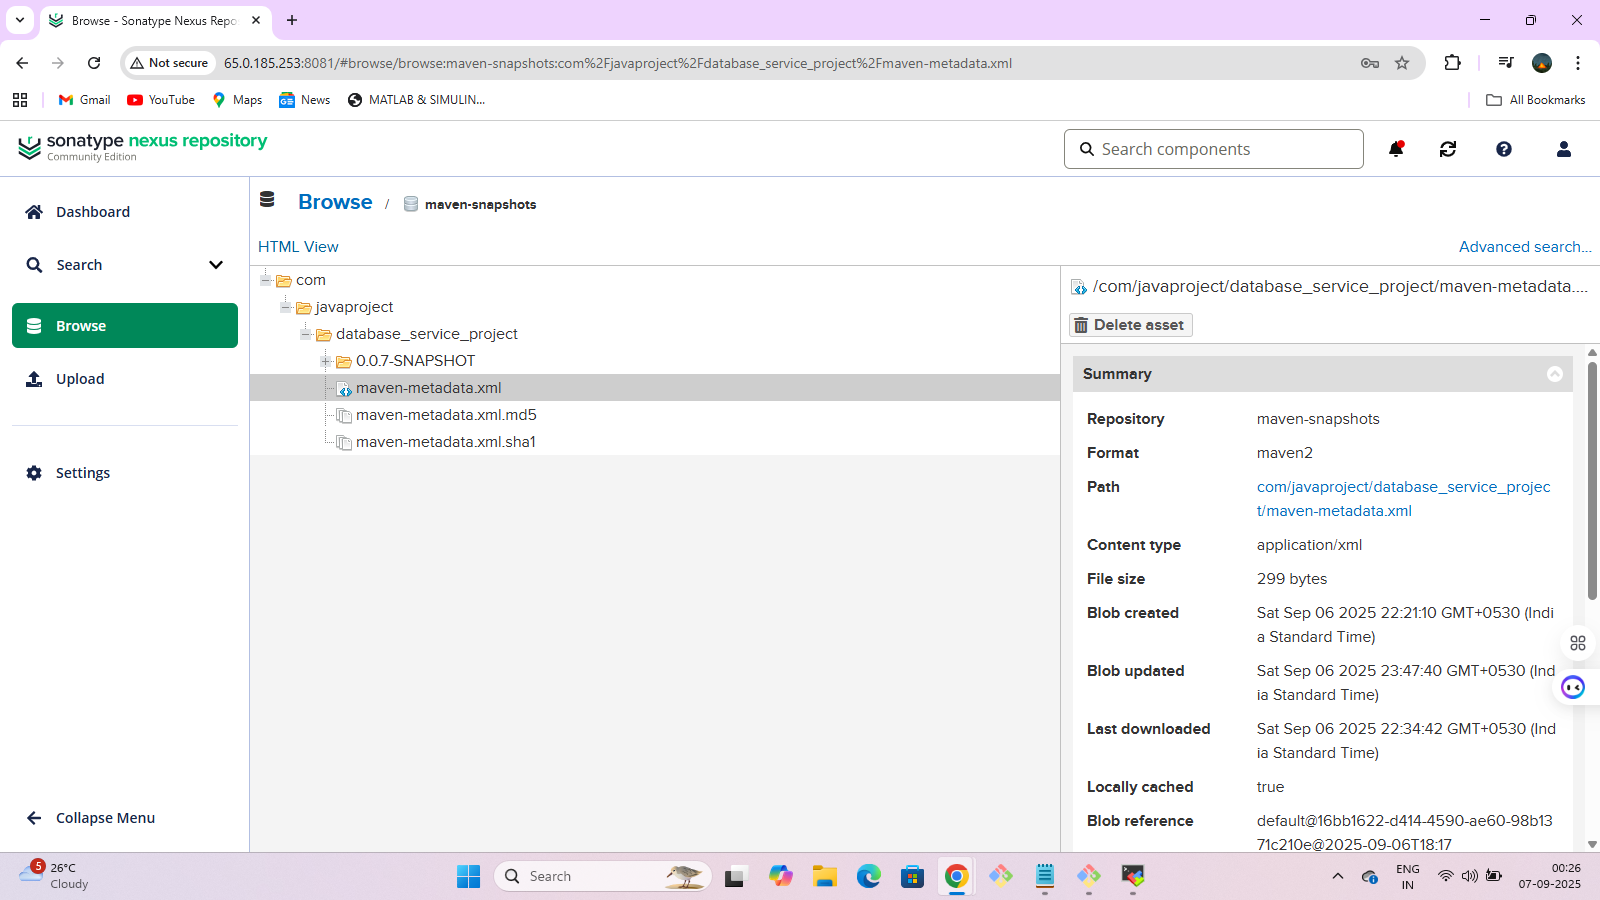 Browse - Sonatype Nexus Repo
Not secure
65.0.185.253:8081/#browse/browse:maven-snapshots:com%2Fjavaproject%2Fdatabase_service_project%2Fmaven-metadata.xml
Gmail
YouTube
Maps
News
MATLAB & SIMULIN...
All Bookmarks
sonatype nexus repository
Community Edition
Search components
Dashboard
Search
Browse
Upload
Settings
Collapse Menu
Browse / maven-snapshots
HTML View
Advanced search...
com
javaproject
database_service_project
0.0.7-SNAPSHOT
maven-metadata.xml
maven-metadata.xml.md5
maven-metadata.xml.sha1
/com/javaproject/database_service_project/maven-metadata....
Delete asset
Summary
Repository maven-snapshots
Format maven2
Path com/javaproject/database_service_projec
t/maven-metadata.xml
Content type application/xml
File size 299 bytes
Blob created Sat Sep 06 2025 22:21:10 GMT+0530 (Indi
a Standard Time)
Blob updated Sat Sep 06 2025 23:47:40 GMT+0530 (Ind
ia Standard Time)
Last downloaded Sat Sep 06 2025 22:34:42 GMT+0530 (Ind
ia Standard Time)
Locally cached true
Blob reference default@16bb1622-d414-4590-ae60-98b13
71c210e@2025-09-06T18:17
5
26°C
Cloudy
Search
ENG
IN
00:26
07-09-2025